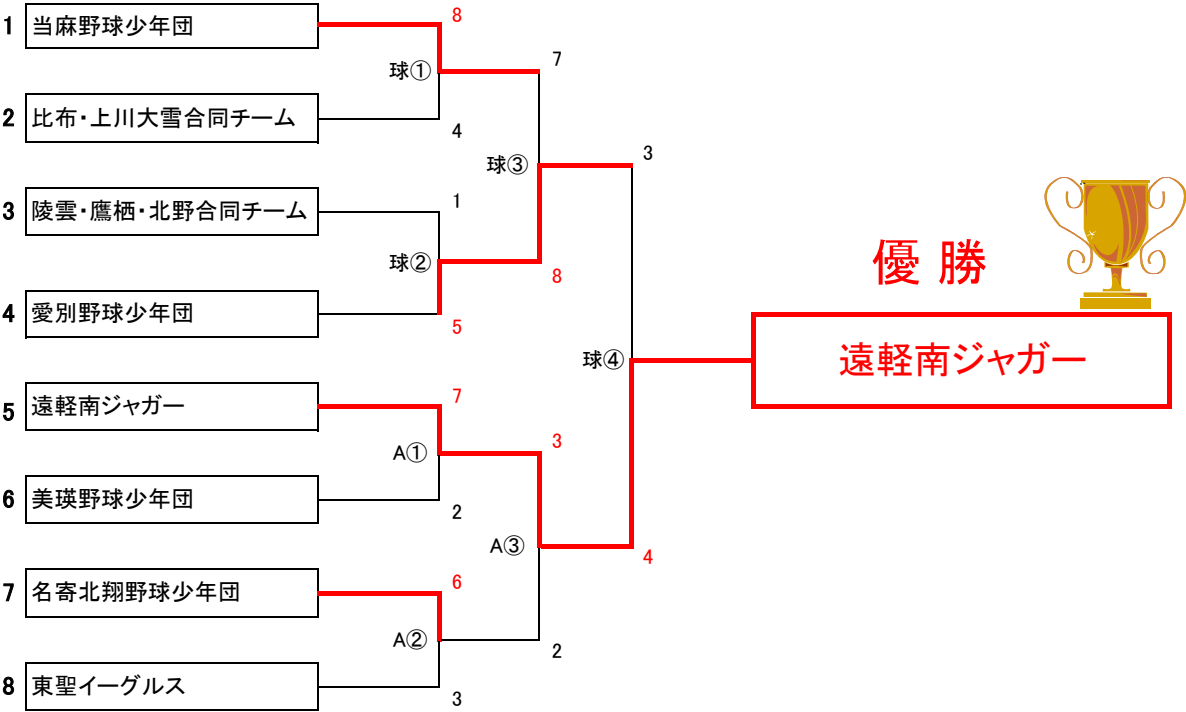 1 当麻野球少年団
8
球①
7
2 比布・上川大雪合同チーム
4
球③
3
3 陵雲・鷹栖・北野合同チーム
1
球②
8
4 愛別野球少年団
5
優 勝
球④
遠軽南ジャガー
5 遠軽南ジャガー
7
A①
3
6 美瑛野球少年団
2
A③
4
7 名寄北翔野球少年団
6
A②
2
8 東聖イーグルス
3